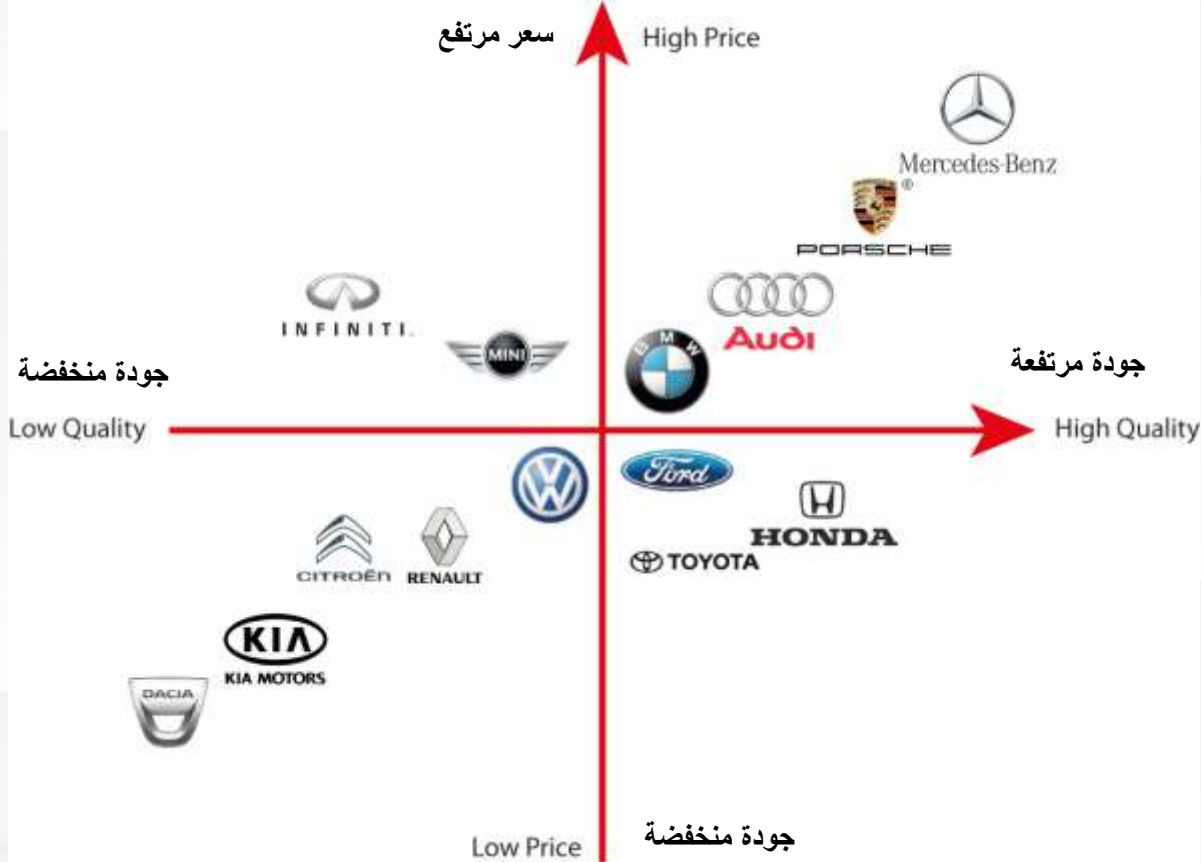 سعر مرتفع
High Price
Mercedes-Benz
®
PORSCHE
INFINITI
Audi
MINI
BMW
جودة منخفضة
جودة مرتفعة
Low Quality
High Quality
Ford
VW
HONDA
TOYOTA
CITROËN
RENAULT
KIA
KIA MOTORS
DACIA
Low Price
جودة منخفضة